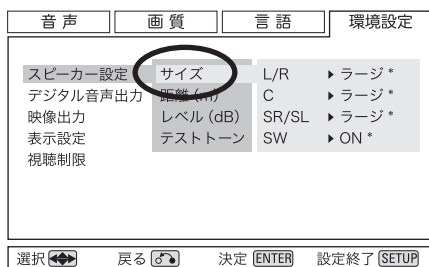 音声 画質 言語 環境設定
スピーカー設定 サイズ L/R ▶ ラージ *
デジタル音声出力 距離 (m) C ▶ ラージ *
映像出力 レベル (dB) SR/SL ▶ ラージ *
表示設定 テストトーン SW ▶ ON *
視聴制限
選択 戻る 決定 ENTER 設定終了 SETUP